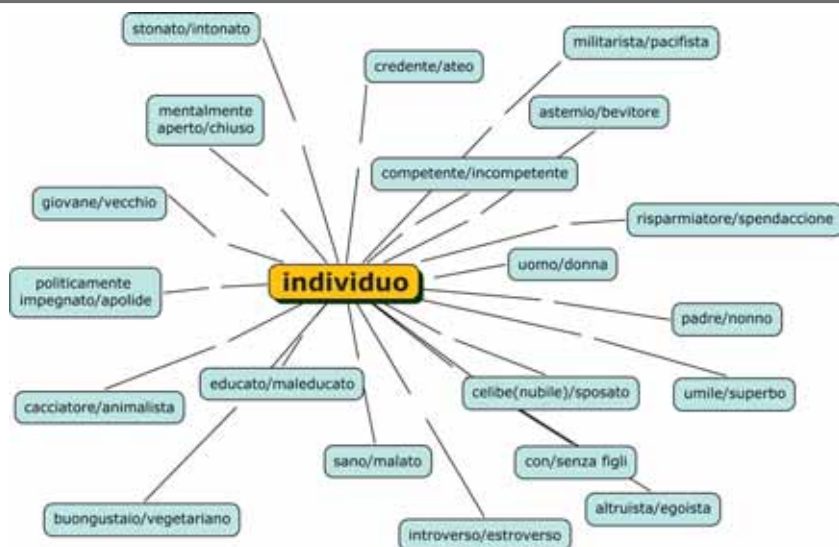 stonato/intonato
militarista/pacifista
credente/ateo
mentalmente
aperto/chiuso
astemio/bevitore
competente/incompetente
giovane/vecchio
risparmiatore/spendaccione
uomo/donna
individuo
politicamente
impegnato/apolide
padre/nonno
educato/maleducato
celibe(nubile)/sposato
umile/superbo
cacciatore/animalista
sano/malato
con/senza figli
buongustaio/vegetariano
altruista/egoista
introverso/estroverso